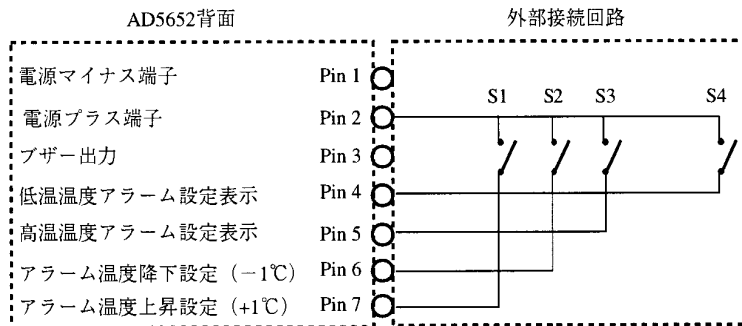 AD5652背面
外部接続回路
電源マイナス端子 Pin 1
電源プラス端子 Pin 2
ブザー出力 Pin 3
低温温度アラーム設定表示 Pin 4
高温温度アラーム設定表示 Pin 5
アラーム温度降下設定(-1℃) Pin 6
アラーム温度上昇設定(+1℃) Pin 7
S1 S2 S3 S4